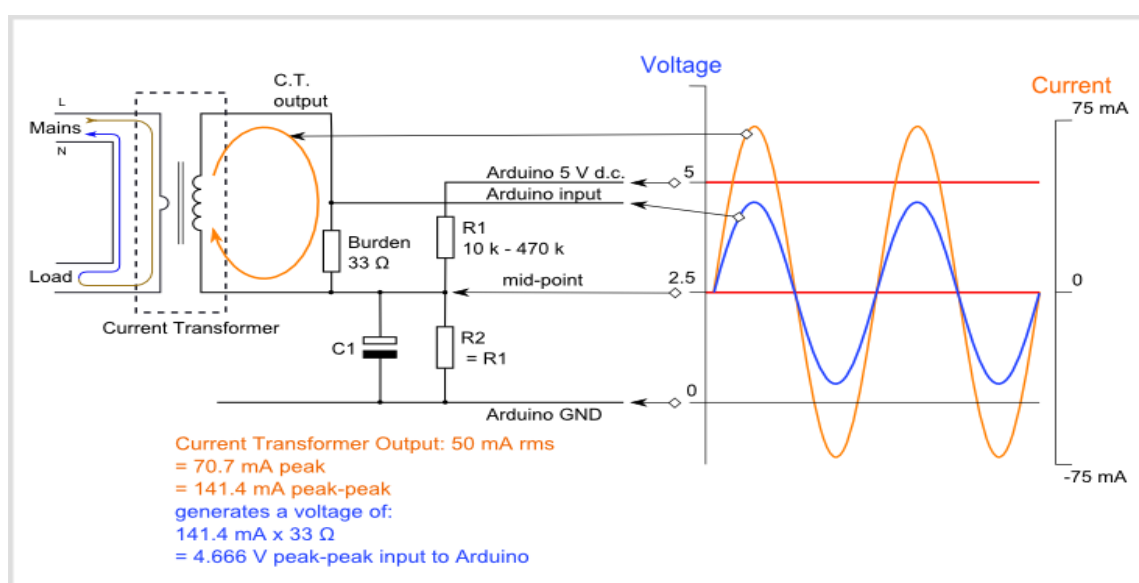 Voltage
Current
75 mA
0
-75 mA
5
2.5
0
C.T.
output
L
Mains
N
Load
Current Transformer
Arduino 5 V d.c.
Arduino input
Burden
33 Ω
R1
10 k - 470 k
mid-point
C1
R2
= R1
Arduino GND
Current Transformer Output: 50 mA rms
= 70.7 mA peak
= 141.4 mA peak-peak
generates a voltage of:
141.4 mA x 33 Ω
= 4.666 V peak-peak input to Arduino